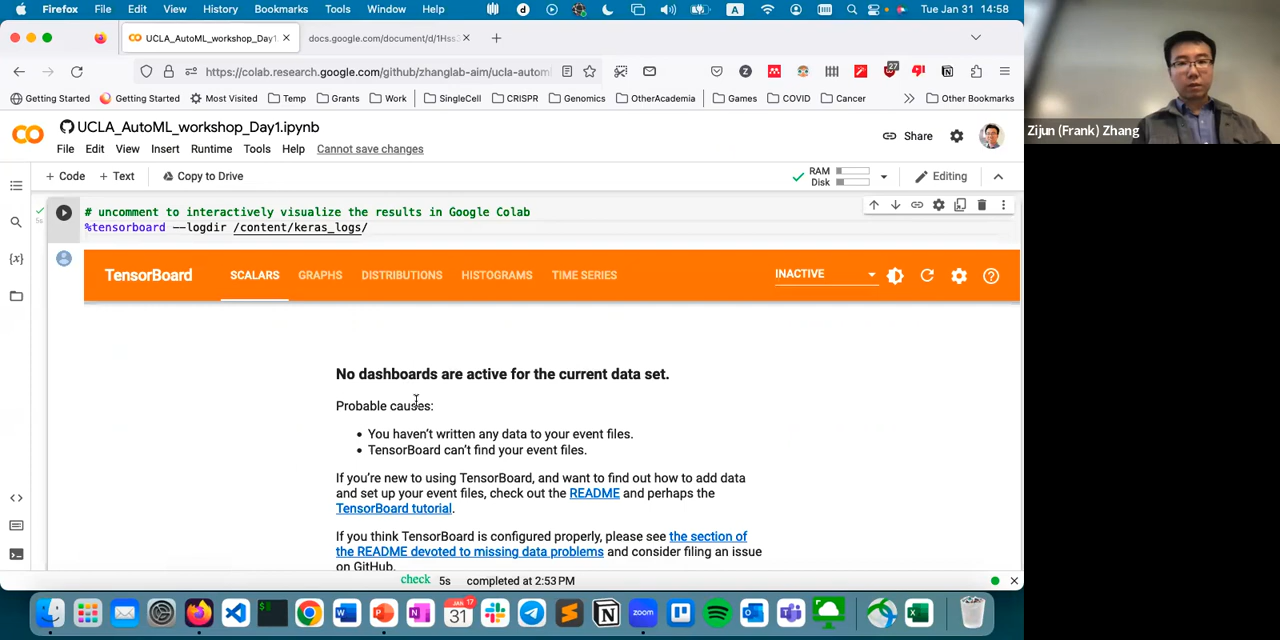 Firefox File Edit View History Bookmarks Tools Window Help d A Tue Jan 31 14:58
UCLA_AutoML_workshop_Day1 docs.google.com/document/d/1Hss
https://colab.research.google.com/github/zhanglab-aim/ucla-autom 27
Getting Started Getting Started Most Visited Temp Grants Work SingleCell CRISPR Genomics OtherAcademia Games COVID Cancer Other Bookmarks
UCLA_AutoML_workshop_Day1.ipynb
Zijun (Frank) Zhang
Share
File Edit View Insert Runtime Tools Help Cannot save changes
+ Code + Text Copy to Drive RAM Disk Editing
5s
# uncomment to interactively visualize the results in Google Colab
%tensorboard --logdir /content/keras_logs/
TensorBoard SCALARS GRAPHS DISTRIBUTIONS HISTOGRAMS TIME SERIES INACTIVE
No dashboards are active for the current data set.
Probable causes:
• You haven't written any data to your event files.
• TensorBoard can't find your event files.
If you're new to using TensorBoard, and want to find out how to add data
and set up your event files, check out the README and perhaps the
TensorBoard tutorial.
If you think TensorBoard is configured properly, please see the section of
the README devoted to missing data problems and consider filing an issue
on GitHub.
check 5s completed at 2:53 PM
JAN 17
31
zoom